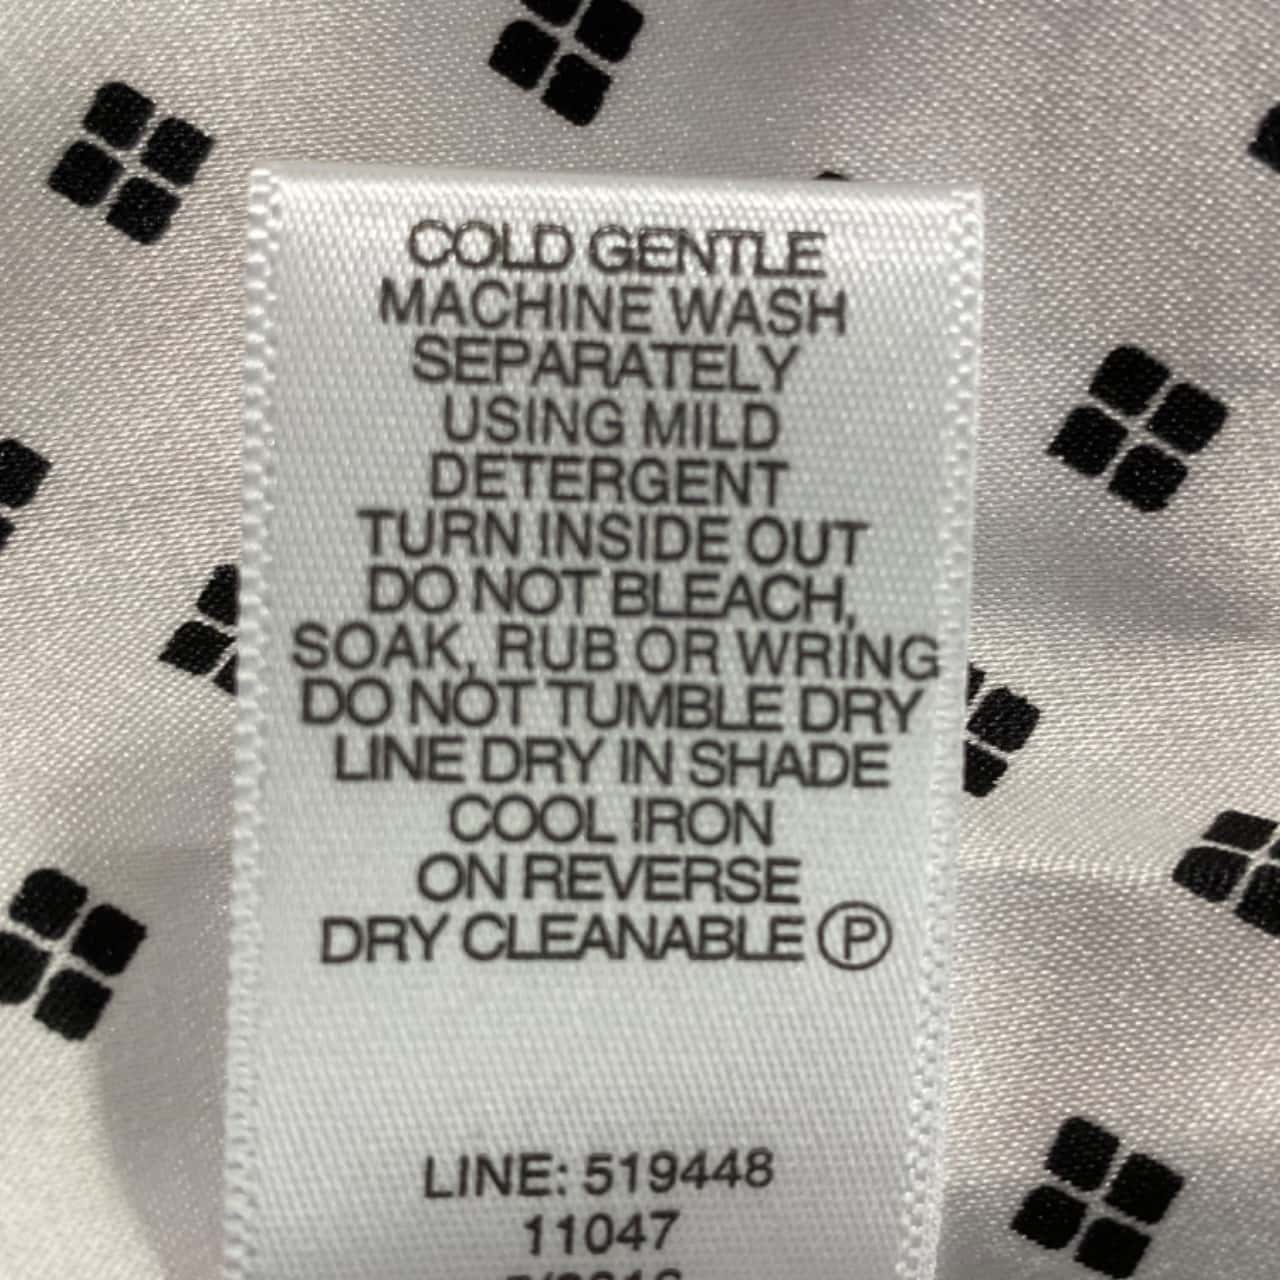 COLD GENTLE
MACHINE WASH
SEPARATELY
USING MILD
DETERGENT
TURN INSIDE OUT
DO NOT BLEACH,
SOAK, RUB OR WRING
DO NOT TUMBLE DRY
LINE DRY IN SHADE
COOL IRON
ON REVERSE
DRY CLEANABLE Ⓟ
LINE: 519448
11047